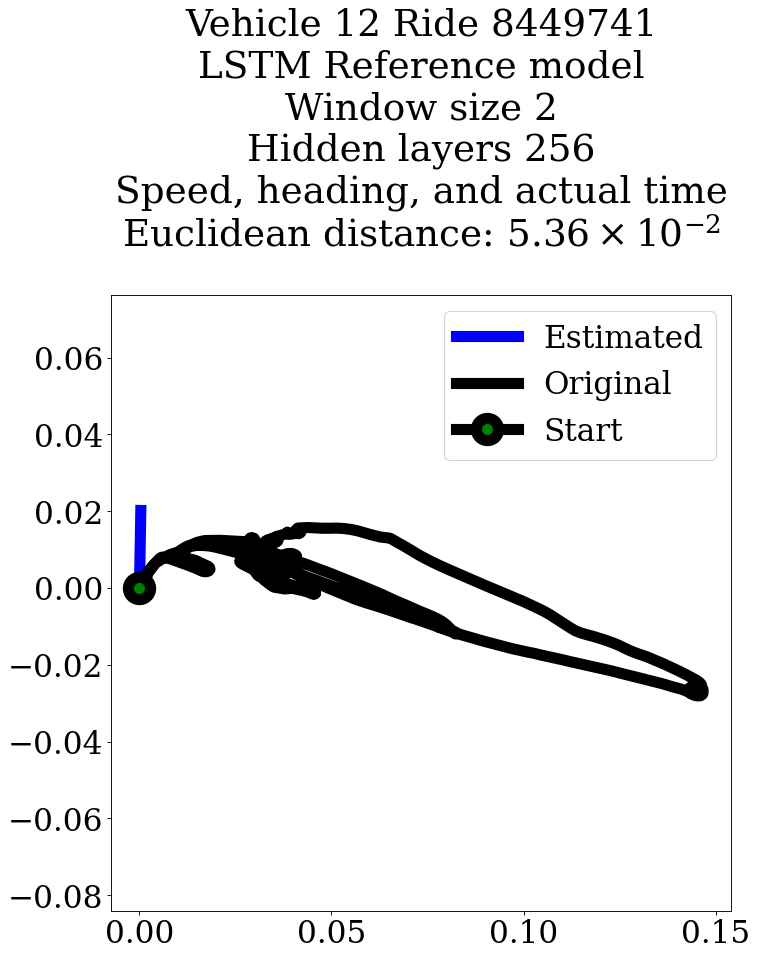 Vehicle 12 Ride 8449741
LSTM Reference model
Window size 2
Hidden layers 256
Speed, heading, and actual time
Euclidean distance: 5.36 × 10⁻²
Estimated
Original
Start
0.06
0.04
0.02
0.00
−0.02
−0.04
−0.06
−0.08
0.00 0.05 0.10 0.15